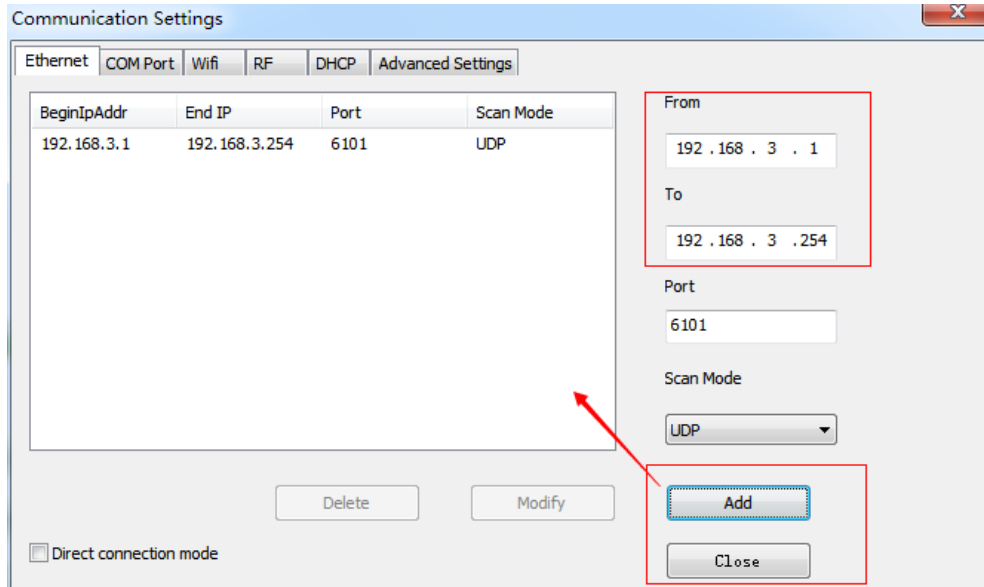 Communication Settings
Ethernet COM Port Wifi RF DHCP Advanced Settings
BeginIpAddr End IP Port Scan Mode
192.168.3.1 192.168.3.254 6101 UDP
From
192 .168 . 3 . 1
To
192 .168 . 3 .254
Port
6101
Scan Mode
UDP
Delete Modify Add
Direct connection mode
Close